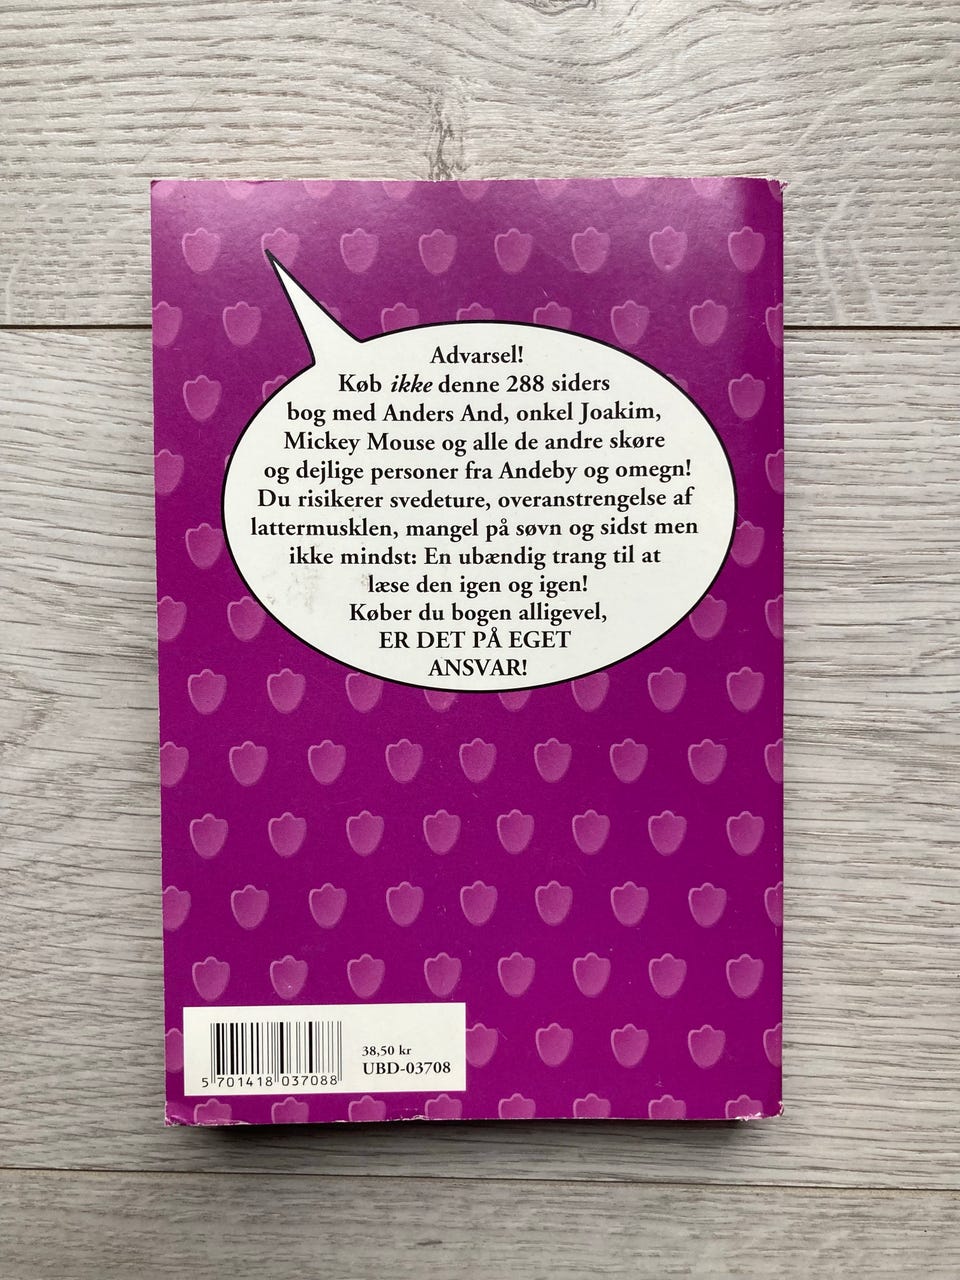 Advarsel!
Køb ikke denne 288 siders
bog med Anders And, onkel Joakim,
Mickey Mouse og alle de andre skøre
og dejlige personer fra Andeby og omegn!
Du risikerer svedeture, overanstrengelse af
lattermusklen, mangel på søvn og sidst men
ikke mindst: En ubændig trang til at
læse den igen og igen!
Køber du bogen alligevel,
ER DET PÅ EGET
ANSVAR!
38,50 kr
UBD-03708
5 701418 037088